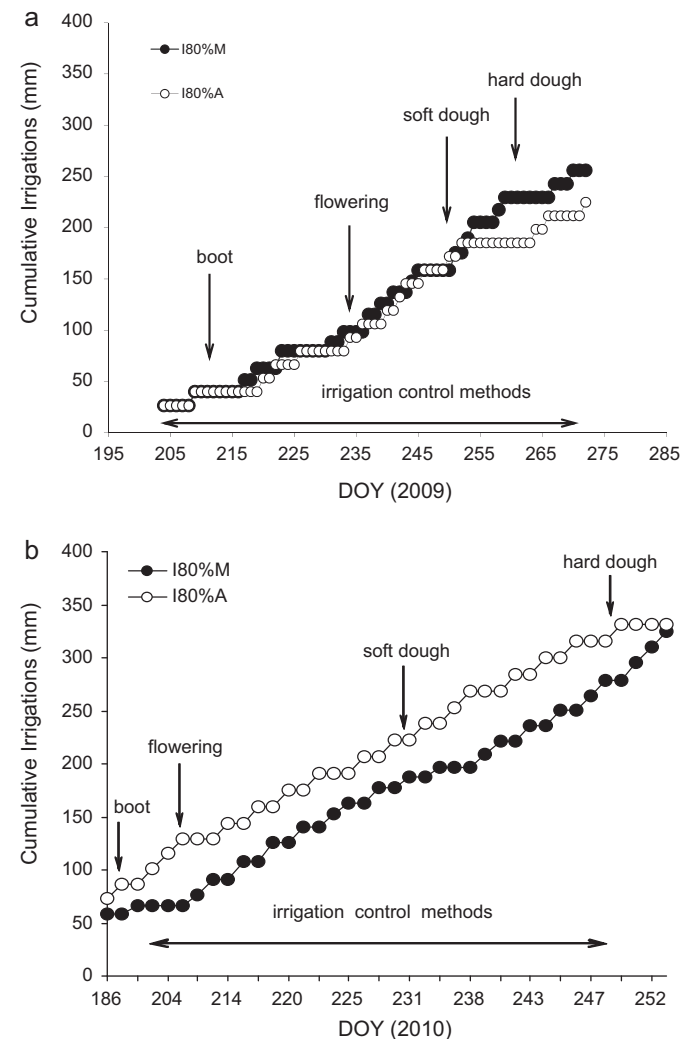 a
400
350
300
250
200
150
100
50
0
Cumulative Irrigations (mm)
I80%M
I80%A
boot
flowering
soft dough
hard dough
irrigation control methods
195 205 215 225 235 245 255 265 275 285
DOY (2009)
b
400
350
300
250
200
150
100
50
0
Cumulative Irrigations (mm)
I80%M
I80%A
boot
flowering
soft dough
hard dough
irrigation control methods
186 204 214 220 225 231 238 243 247 252
DOY (2010)